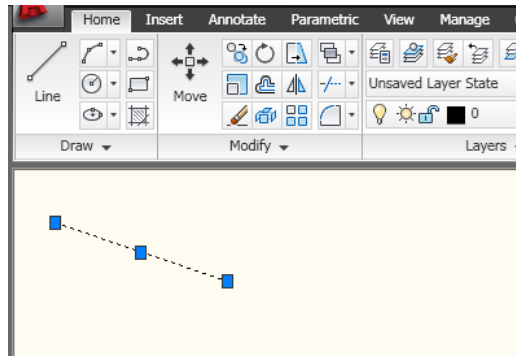 Home Insert Annotate Parametric View Manage
Line
Move
Unsaved Layer State
0
Draw
Modify
Layers